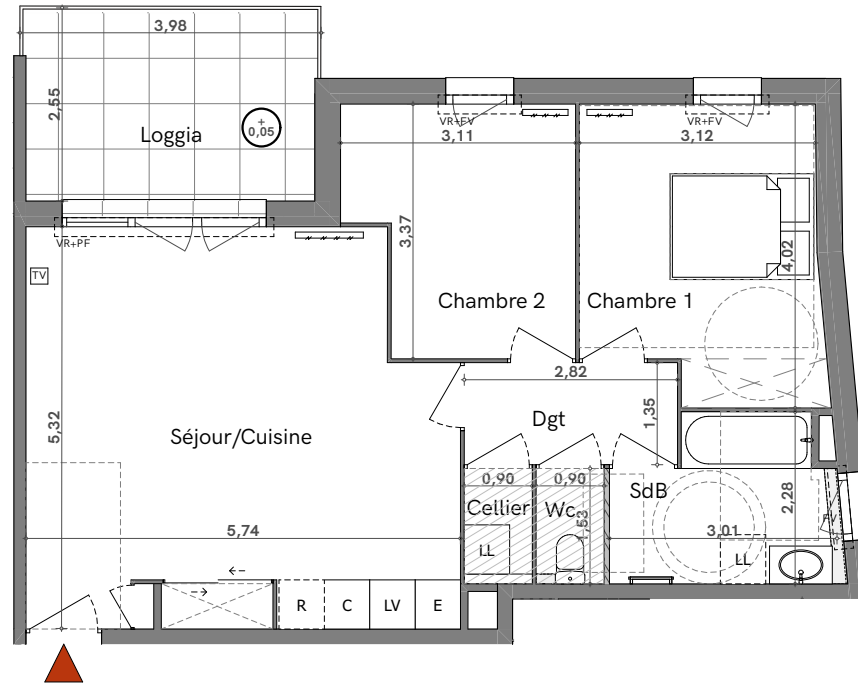 3,98
2,55
Loggia
+
0,05
VR+FV
3,11
VR+FV
3,12
VR+PF
3,37
4,02
TV
Chambre 2
Chambre 1
2,82
1,35
Dgt
5,32
Séjour/Cuisine
0,90
0,90
SdB
Cellier
Wc
1,53
2,28
5,74
3,01
LL
LL
R
C
LV
E